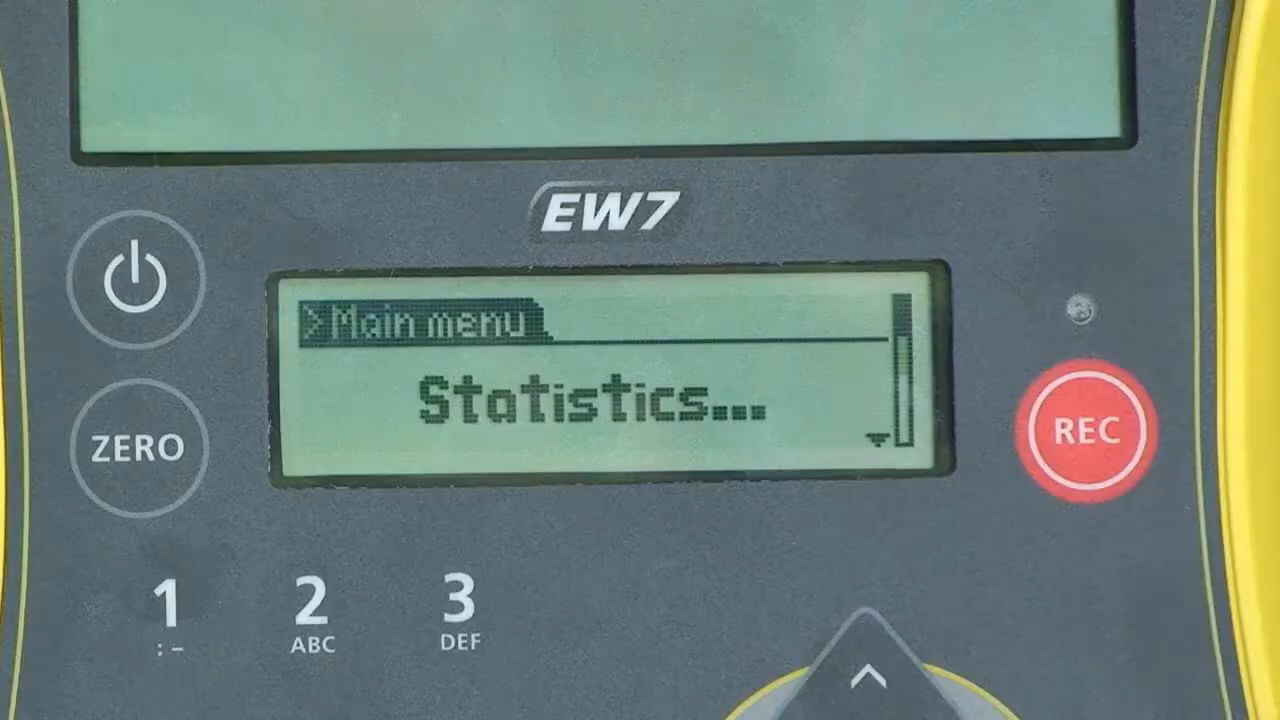 EW7
>Main menu
Statistics...
ZERO
REC
1 2 3
:- ABC DEF